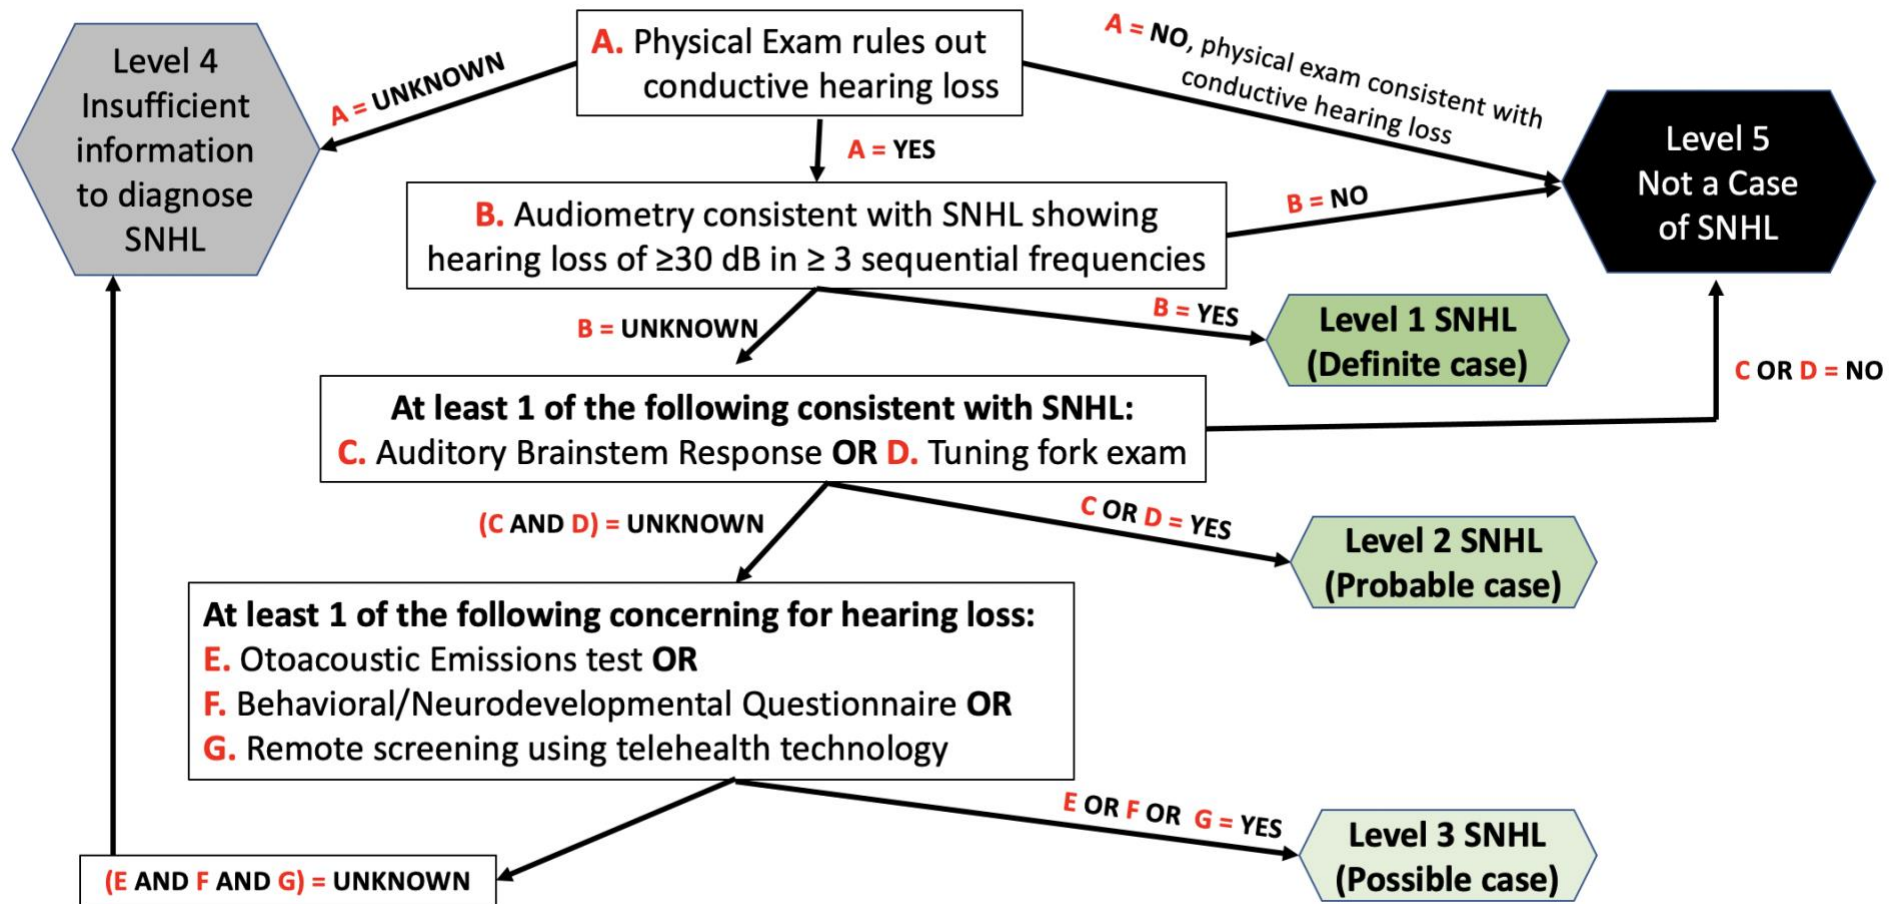 Level 4
Insufficient
information
to diagnose
SNHL
A = UNKNOWN
A. Physical Exam rules out
conductive hearing loss
A = NO, physical exam consistent with
conductive hearing loss
Level 5
Not a Case
of SNHL
A = YES
B. Audiometry consistent with SNHL showing
hearing loss of ≥30 dB in ≥ 3 sequential frequencies
B = NO
B = UNKNOWN
B = YES
Level 1 SNHL
(Definite case)
At least 1 of the following consistent with SNHL:
C. Auditory Brainstem Response OR D. Tuning fork exam
C OR D = NO
(C AND D) = UNKNOWN
C OR D = YES
Level 2 SNHL
(Probable case)
At least 1 of the following concerning for hearing loss:
E. Otoacoustic Emissions test OR
F. Behavioral/Neurodevelopmental Questionnaire OR
G. Remote screening using telehealth technology
E OR F OR G = YES
Level 3 SNHL
(Possible case)
(E AND F AND G) = UNKNOWN